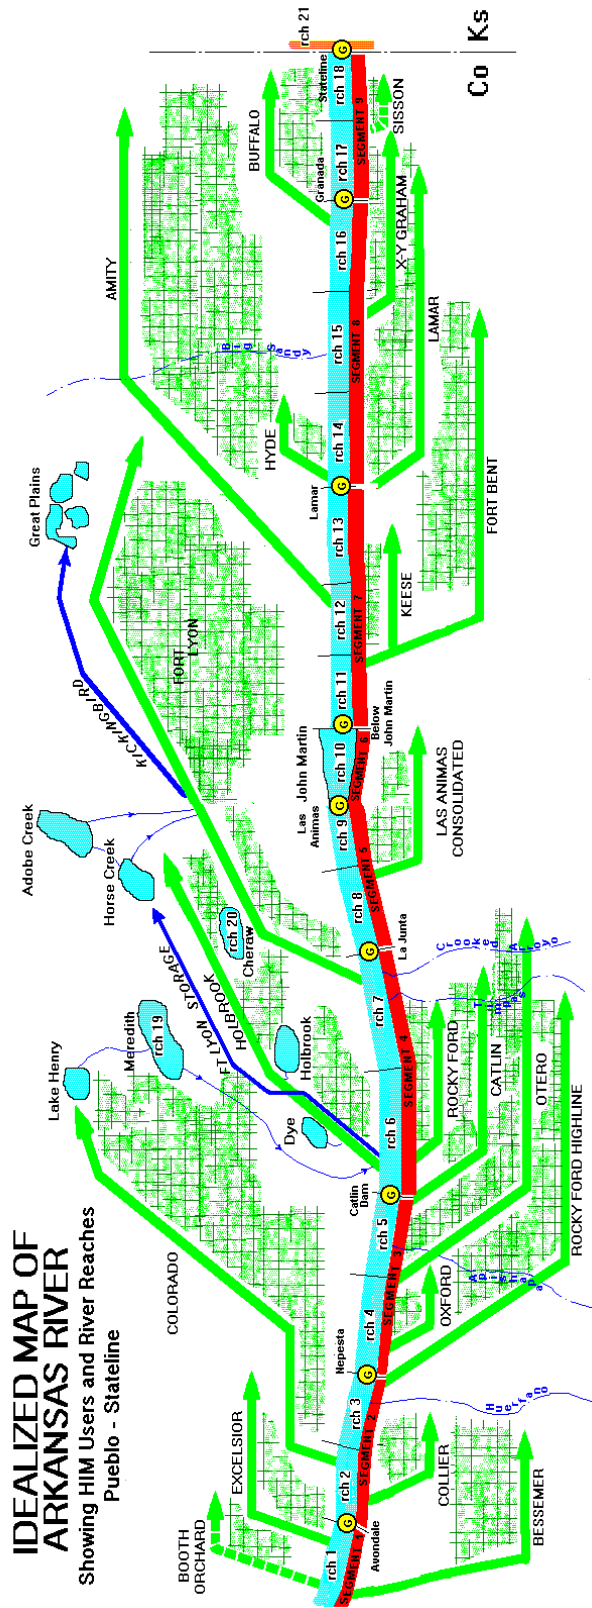 IDEALIZED MAP OF
ARKANSAS RIVER
Showing HIM Users and River Reaches
Pueblo - Stateline
BOOTH
ORCHARD
EXCELSIOR
COLORADO
Lake Henry
Meredith
rch 19
Dye
Holbrook
FT LYON STORAGE
HOLBROOK
rch 20
Cheraw
Horse Creek
Adobe Creek
KICKINGBIRD
Great Plains
FORT
LYON
AMITY
HYDE
Big Sandy
BUFFALO
rch 1
rch 2
rch 3
rch 4
rch 5
rch 6
rch 7
rch 8
rch 9
rch 10
rch 11
rch 12
rch 13
rch 14
rch 15
rch 16
rch 17
rch 18
rch 21
G
Avondale
G
Nepesta
G
Catlin
Dam
G
La Junta
G
Las
Animas
John Martin
G
Below
John Martin
G
Lamar
G
Granada
G
Stateline
SEGMENT 1
SEGMENT 2
SEGMENT 3
SEGMENT 4
SEGMENT 5
SEGMENT 6
SEGMENT 7
SEGMENT 8
SEGMENT 9
BESSEMER
COLLIER
Huerfano
OXFORD
Apishapa
ROCKY FORD HIGHLINE
OTERO
CATLIN
ROCKY FORD
Timpas
Crooked Arroyo
LAS ANIMAS
CONSOLIDATED
KEESE
FORT BENT
LAMAR
X-Y GRAHAM
SISSON
Co Ks